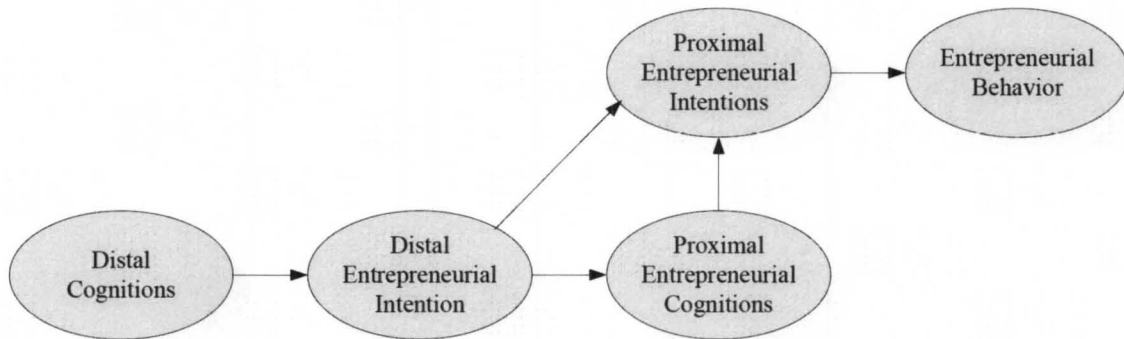 Proximal
Entrepreneurial
Intentions
Entrepreneurial
Behavior
Distal
Cognitions
Distal
Entrepreneurial
Intention
Proximal
Entrepreneurial
Cognitions